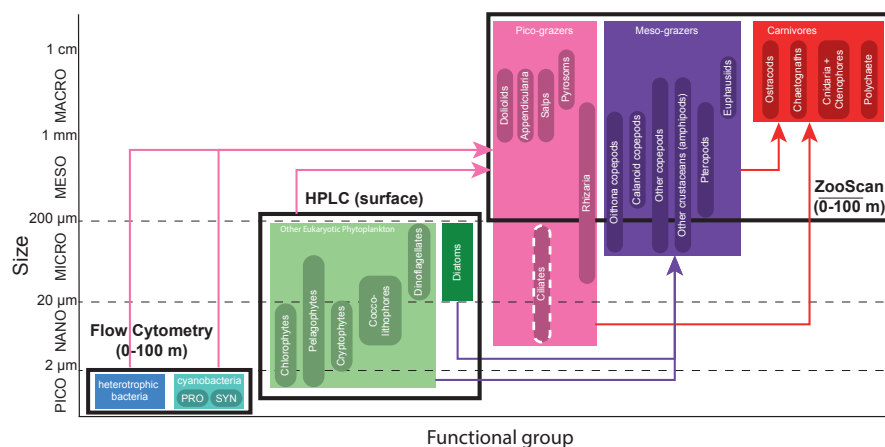 Pico-grazers
Meso-grazers
Carnivores
1 cm
MACRO
1 mm
MESO
200 µm
MICRO
20 µm
NANO
2 µm
PICO
Size
Doliolids
Appendicularia
Salps
Pyrosoms
Rhizaria
Ciliates
Oithona copepods
Calanoid copepods
Other copepods
Other crustaceans (amphipods)
Pteropods
Euphausiids
Ostracods
Chaetognaths
Cnidaria +
Ctenophores
Polychaete
ZooScan
(0-100 m)
HPLC (surface)
Other Eukaryotic Phytoplankton
Chlorophytes
Pelagophytes
Cryptophytes
Cocco-
lithophores
Dinoflagellates
Diatoms
Flow Cytometry
(0-100 m)
heterotrophic
bacteria
cyanobacteria
PRO
SYN
Functional group